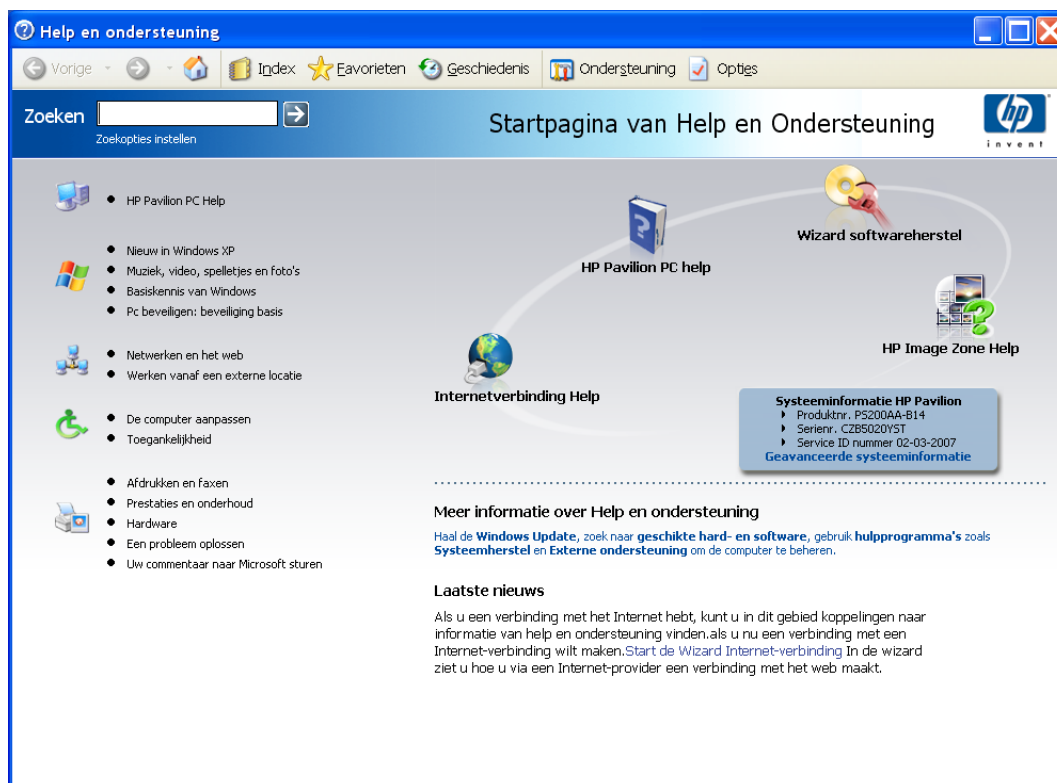 Help en ondersteuning
Vorige
Index
Favorieten
Geschiedenis
Ondersteuning
Opties
Zoeken
Zoekopties instellen
Startpagina van Help en Ondersteuning
hp
invent
HP Pavilion PC Help
Nieuw in Windows XP
Muziek, video, spelletjes en foto's
Basiskennis van Windows
Pc beveiligen: beveiliging basis
Netwerken en het web
Werken vanaf een externe locatie
De computer aanpassen
Toegankelijkheid
Afdrukken en faxen
Prestaties en onderhoud
Hardware
Een probleem oplossen
Uw commentaar naar Microsoft sturen
Wizard softwareherstel
HP Pavilion PC help
HP Image Zone Help
Internetverbinding Help
Systeeminformatie HP Pavilion
Produktnr. PS200AA-B14
Serienr. CZB5020YST
Service ID nummer 02-03-2007
Geavanceerde systeeminformatie
Meer informatie over Help en ondersteuning
Haal de Windows Update, zoek naar geschikte hard- en software, gebruik hulpprogramma's zoals
Systeemherstel en Externe ondersteuning om de computer te beheren.
Laatste nieuws
Als u een verbinding met het Internet hebt, kunt u in dit gebied koppelingen naar
informatie van help en ondersteuning vinden.als u nu een verbinding met een
Internet-verbinding wilt maken.Start de Wizard Internet-verbinding In de wizard
ziet u hoe u via een Internet-provider een verbinding met het web maakt.